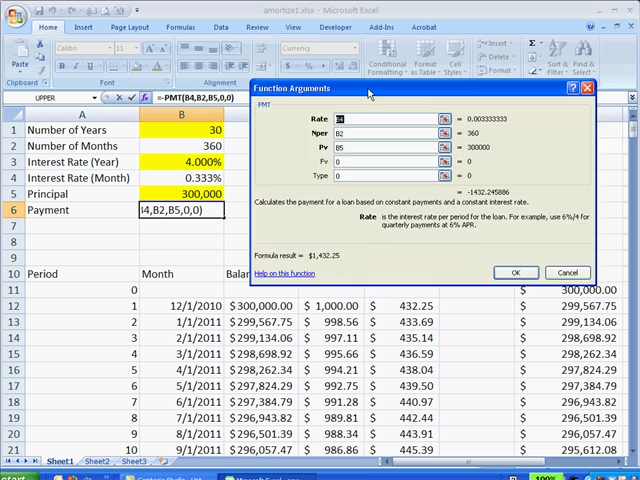 amortize1.xlsx - Microsoft Excel
Home Insert Page Layout Formulas Data Review View Developer Add-Ins Acrobat
Paste
Clipboard
Calibri 11
Font
Alignment
Currency
Number
Conditional Formatting Format as Table Cell Styles
Styles
Insert
Delete
Format
Cells
Sort & Filter Find & Select
Editing
UPPER =-PMT(B4,B2,B5,0,0)
A B
1 Number of Years 30
2 Number of Months 360
3 Interest Rate (Year) 4.000%
4 Interest Rate (Month) 0.333%
5 Principal 300,000
6 Payment 34,B2,B5,0,0)
7
8
9
Function Arguments
PMT
Rate B4 = 0.003333333
Nper B2 = 360
Pv B5 = 300000
Fv 0 = 0
Type 0 = 0
= -1432.245886
Calculates the payment for a loan based on constant payments and a constant interest rate.
Rate is the interest rate per period for the loan. For example, use 6%/4 for
quarterly payments at 6% APR.
Formula result = $1,432.25
Help on this function OK Cancel
10 Period Month Balan
11 0 $ 300,000.00
12 1 12/1/2010 $ 300,000.00 $ 1,000.00 $ 432.25 $ 299,567.75
13 2 1/1/2011 $ 299,567.75 $ 998.56 $ 433.69 $ 299,134.06
14 3 2/1/2011 $ 299,134.06 $ 997.11 $ 435.14 $ 298,698.92
15 4 3/1/2011 $ 298,698.92 $ 995.66 $ 436.59 $ 298,262.34
16 5 4/1/2011 $ 298,262.34 $ 994.21 $ 438.04 $ 297,824.30
17 6 5/1/2011 $ 297,824.30 $ 992.75 $ 439.50 $ 297,384.80
18 7 6/1/2011 $ 297,384.80 $ 991.28 $ 440.96 $ 296,943.82
19 8 7/1/2011 $ 296,943.82 $ 989.81 $ 442.44 $ 296,501.39
20 9 8/1/2011 $ 296,501.39 $ 988.34 $ 443.91 $ 296,057.47
21 10 9/1/2011 $ 296,057.47 $ 986.86 $ 445.39 $ 295,612.08
Sheet1 Sheet2 Sheet3
start Camtasia Studio - Unti... Microsoft Excel - amo... 100%